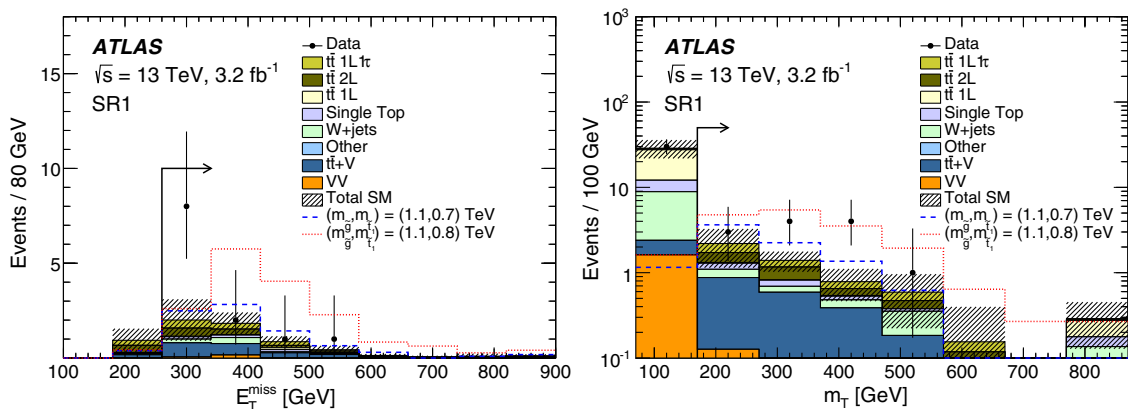 ATLAS
√s = 13 TeV, 3.2 fb⁻¹
SR1
Data
tt̄ 1L1τ
tt̄ 2L
tt̄ 1L
Single Top
W+jets
Other
tt̄+V
VV
Total SM
(m_g̃,m_t̃₁) = (1.1,0.7) TeV
(m_g̃,m_t̃₁) = (1.1,0.8) TeV
Events / 80 GeV
5
10
15
100 200 300 400 500 600 700 800 900
E_T^miss [GeV]
ATLAS
√s = 13 TeV, 3.2 fb⁻¹
SR1
Data
tt̄ 1L1τ
tt̄ 2L
tt̄ 1L
Single Top
W+jets
Other
tt̄+V
VV
Total SM
(m_g̃,m_t̃₁) = (1.1,0.7) TeV
(m_g̃,m_t̃₁) = (1.1,0.8) TeV
Events / 100 GeV
10³
10²
10
1
10⁻¹
100 200 300 400 500 600 700 800
m_T [GeV]